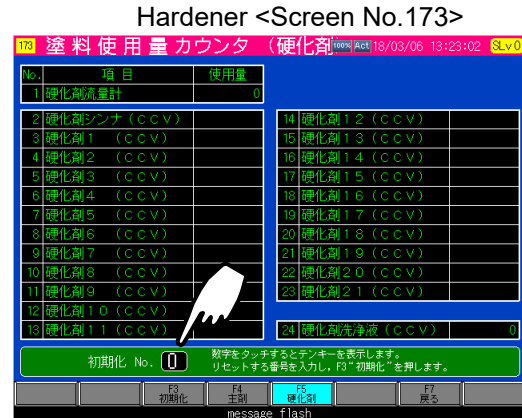 Hardener <Screen No.173>
173 塗料使用量カウンタ (硬化剤 100% Act 18/03/06 13:23:02 SLv0
No. 項目 使用量
1 硬化剤流量計 0
2 硬化剤シンナ(CCV)
3 硬化剤1 (CCV)
4 硬化剤2 (CCV)
5 硬化剤3 (CCV)
6 硬化剤4 (CCV)
7 硬化剤5 (CCV)
8 硬化剤6 (CCV)
9 硬化剤7 (CCV)
10 硬化剤8 (CCV)
11 硬化剤9 (CCV)
12 硬化剤10(CCV)
13 硬化剤11(CCV)
14 硬化剤12(CCV)
15 硬化剤13(CCV)
16 硬化剤14(CCV)
17 硬化剤15(CCV)
18 硬化剤16(CCV)
19 硬化剤17(CCV)
20 硬化剤18(CCV)
21 硬化剤19(CCV)
22 硬化剤20(CCV)
23 硬化剤21(CCV)
24 硬化剤洗浄液(CCV) 0
初期化 No. 0
数字をタッチするとテンキーを表示します。
リセットする番号を入力し，F3"初期化"を押します。
F3 F4 F5 F7
初期化 主剤 硬化剤 戻る
message flash